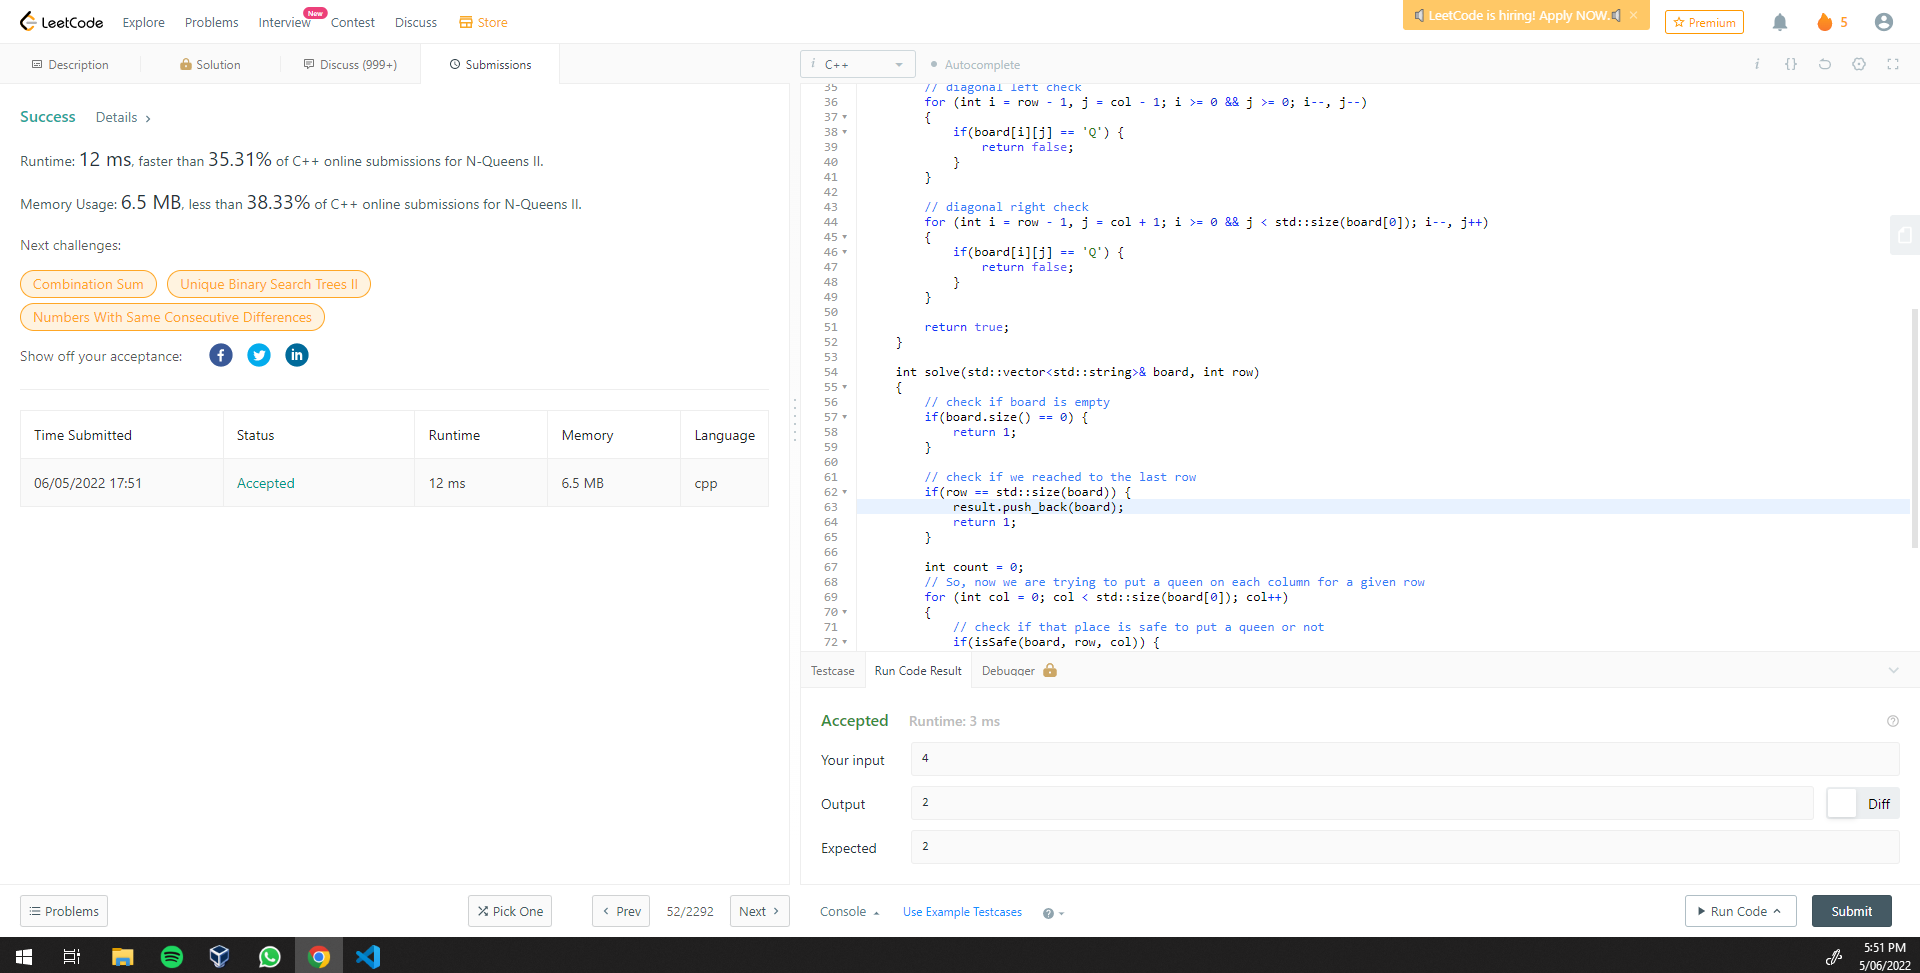 LeetCode Explore Problems Interview New Contest Discuss Store LeetCode is hiring! Apply NOW. × Premium 5
Description Solution Discuss (999+) Submissions i C++ Autocomplete i {}
Success Details >
Runtime: 12 ms, faster than 35.31% of C++ online submissions for N-Queens II.
Memory Usage: 6.5 MB, less than 38.33% of C++ online submissions for N-Queens II.
Next challenges:
Combination Sum Unique Binary Search Trees II
Numbers With Same Consecutive Differences
Show off your acceptance:
Time Submitted Status Runtime Memory Language
06/05/2022 17:51 Accepted 12 ms 6.5 MB cpp
35 // diagonal left check
36 for (int i = row - 1, j = col - 1; i >= 0 && j >= 0; i--, j--)
37 {
38 if(board[i][j] == 'Q') {
39 return false;
40 }
41 }
42
43 // diagonal right check
44 for (int i = row - 1, j = col + 1; i >= 0 && j < std::size(board[0]); i--, j++)
45 {
46 if(board[i][j] == 'Q') {
47 return false;
48 }
49 }
50
51 return true;
52 }
53
54 int solve(std::vector<std::string>& board, int row)
55 {
56 // check if board is empty
57 if(board.size() == 0) {
58 return 1;
59 }
60
61 // check if we reached to the last row
62 if(row == std::size(board)) {
63 result.push_back(board);
64 return 1;
65 }
66
67 int count = 0;
68 // So, now we are trying to put a queen on each column for a given row
69 for (int col = 0; col < std::size(board[0]); col++)
70 {
71 // check if that place is safe to put a queen or not
72 if(isSafe(board, row, col)) {
Testcase Run Code Result Debugger
Accepted Runtime: 3 ms
Your input 4
Output 2 Diff
Expected 2
Problems Pick One < Prev 52/2292 Next > Console Use Example Testcases Run Code Submit
5:51 PM
5/06/2022